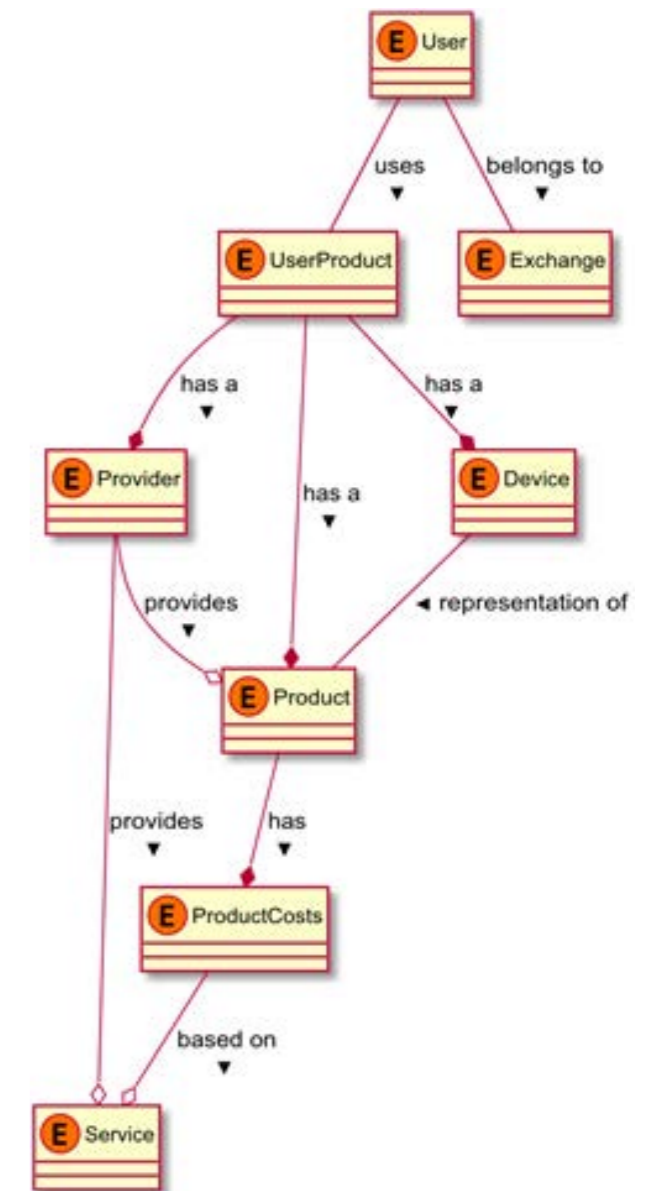 E User
uses
▼
belongs to
▼
E UserProduct
E Exchange
has a
▼
has a
▼
E Provider
E Device
has a
▼
provides
▼
◄ representation of
E Product
provides
▼
has
▼
E ProductCosts
based on
▼
E Service